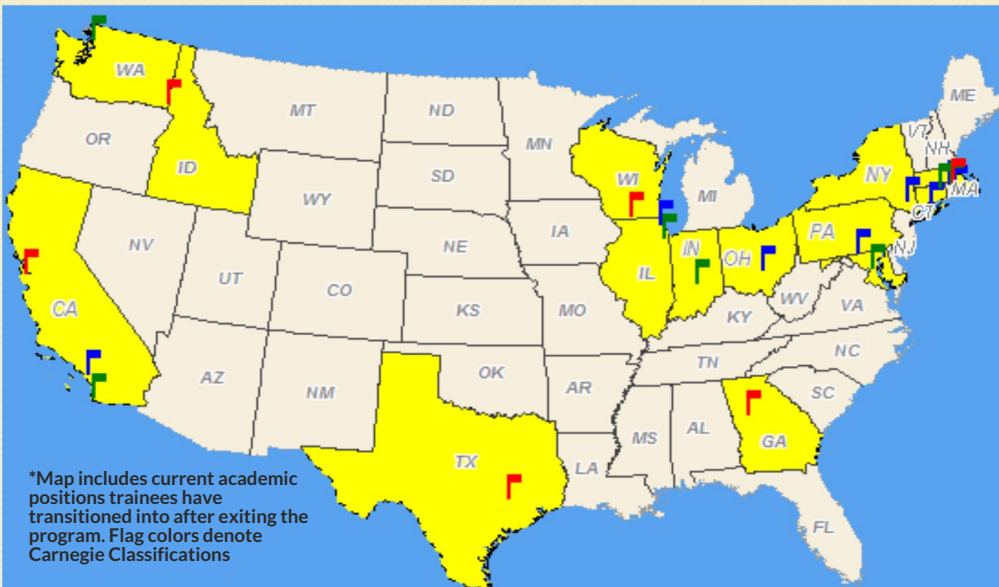 WA
MT
ND
MN
ME
VT
NH
OR
ID
SD
WI
MI
NY
MA
CT
WY
IA
PA
NJ
NV
NE
IL
IN
OH
UT
CO
KS
MO
WV
VA
KY
CA
NC
TN
AZ
NM
OK
AR
SC
MS
AL
GA
TX
LA
FL
*Map includes current academic
positions trainees have
transitioned into after exiting the
program. Flag colors denote
Carnegie Classifications